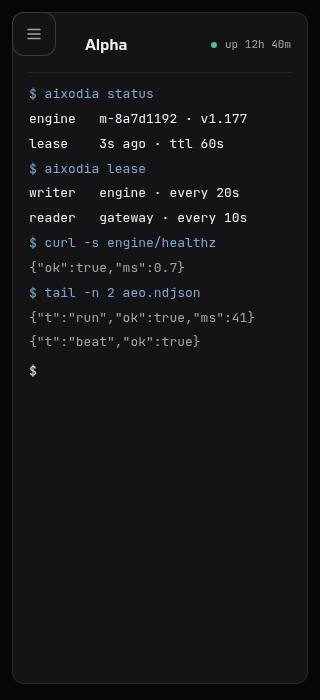 Alpha
up 12h 40m
$ aixodia status
engine m-8a7d1192 · v1.177
lease 3s ago · ttl 60s
$ aixodia lease
writer engine · every 20s
reader gateway · every 10s
$ curl -s engine/healthz
{"ok":true,"ms":0.7}
$ tail -n 2 aeo.ndjson
{"t":"run","ok":true,"ms":41}
{"t":"beat","ok":true}
$